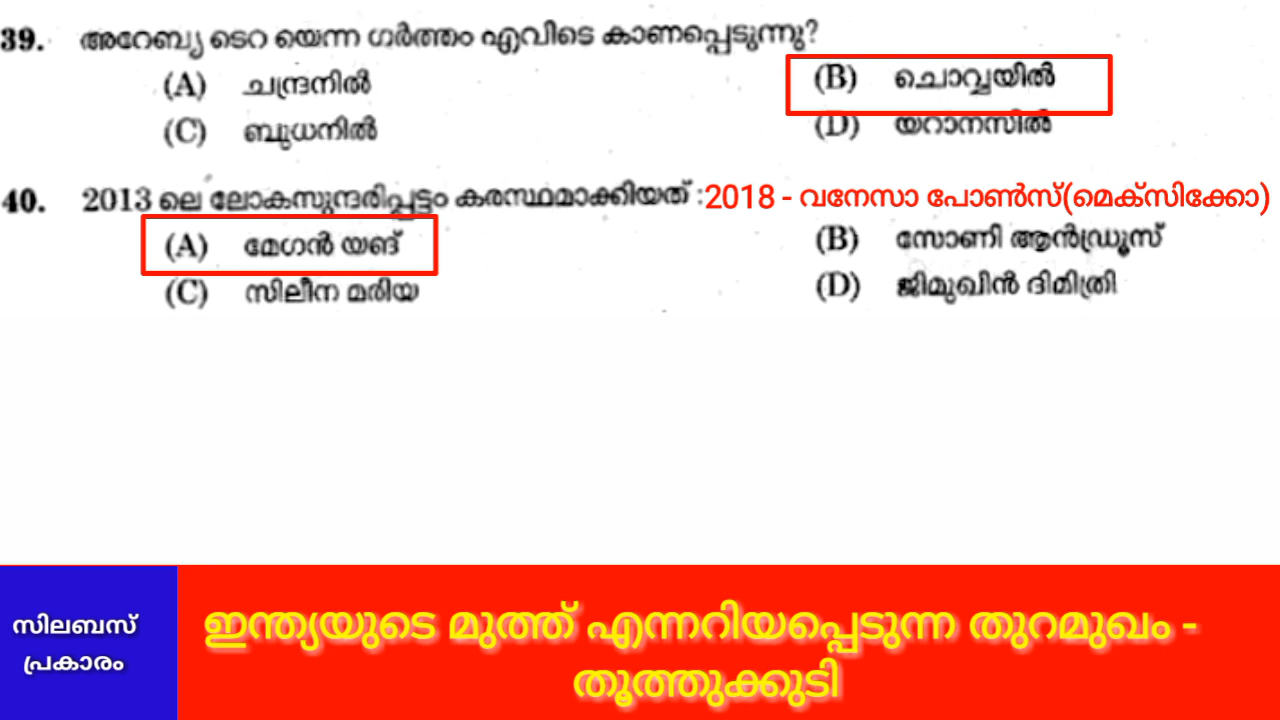 39. അറേബ്യ ടെറ യെന്ന ഗർത്തം എവിടെ കാണപ്പെടുന്നു?
(A) ചന്ദ്രനിൽ (B) ചൊവ്വയിൽ
(C) ബുധനിൽ (D) യറാനസിൽ
40. 2013 ലെ ലോകസുന്ദരിപ്പട്ടം കരസ്ഥമാക്കിയത് : 2018 - വനേസാ പോൺസ്(മെക്സിക്കോ)
(A) മേഗൻ യങ് (B) സോണി ആൻഡ്രൂസ്
(C) സിലീന മരിയ (D) ജിമുഖിൻ ദിമിത്രി
സിലബസ്
പ്രകാരം
ഇന്ത്യയുടെ മുത്ത് എന്നറിയപ്പെടുന്ന തുറമുഖം -
തൂത്തുക്കുടി